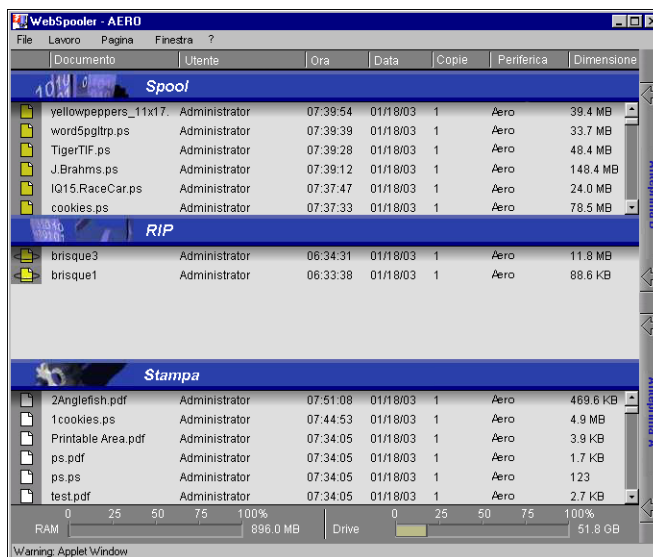 WebSpooler - AERO
File Lavoro Pagina Finestra ?
Documento Utente Ora Data Copie Periferica Dimensione
Spool
yellowpeppers_11x17. Administrator 07:39:54 01/18/03 1 Aero 39.4 MB
word5pgltrp.ps Administrator 07:39:39 01/18/03 1 Aero 33.7 MB
TigerTIF.ps Administrator 07:39:28 01/18/03 1 Aero 48.4 MB
J.Brahms.ps Administrator 07:39:12 01/18/03 1 Aero 148.4 MB
IQ15.RaceCar.ps Administrator 07:37:47 01/18/03 1 Aero 24.0 MB
cookies.ps Administrator 07:37:33 01/18/03 1 Aero 78.5 MB
RIP
brisque3 Administrator 06:34:31 01/18/03 1 Aero 11.8 MB
brisque1 Administrator 06:33:38 01/18/03 1 Aero 88.6 KB
Stampa
2Anglefish.pdf Administrator 07:51:08 01/18/03 1 Aero 469.6 KB
1cookies.ps Administrator 07:44:53 01/18/03 1 Aero 4.9 MB
Printable Area.pdf Administrator 07:34:05 01/18/03 1 Aero 3.9 KB
ps.pdf Administrator 07:34:05 01/18/03 1 Aero 1.7 KB
ps.ps Administrator 07:34:05 01/18/03 1 Aero 123
test.pdf Administrator 07:34:05 01/18/03 1 Aero 2.7 KB
0 25 50 75 100% 0 25 50 75 100%
RAM 896.0 MB Drive 51.8 GB
Warning: Applet Window